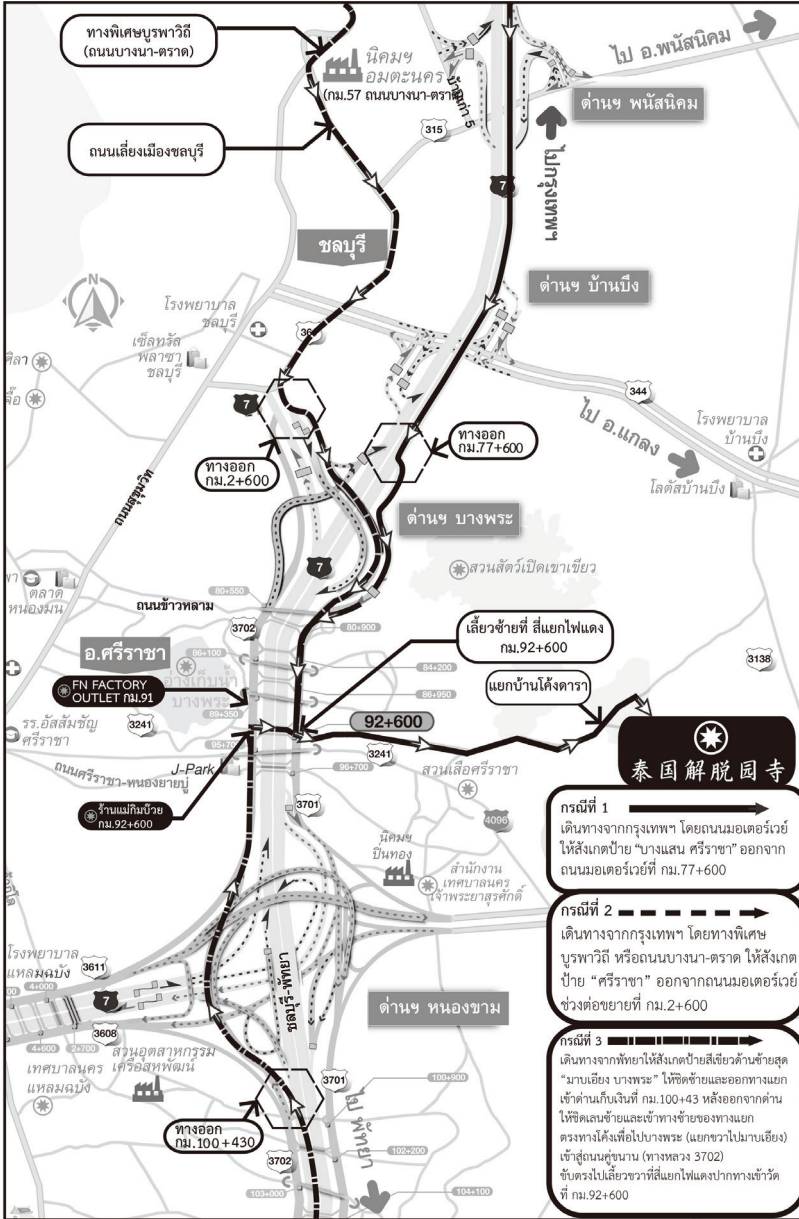 ทางพิเศษบูรพาวิถี
(ถนนบางนา-ตราด)
นิคมฯ
อมตะนคร
(กม.57 ถนนบางนา-ตราด)
บ้านเก่า 5
ไป อ.พนัสนิคม
ด่านฯ พนัสนิคม
315
ถนนเลี่ยงเมืองชลบุรี
ไปกรุงเทพฯ
7
ชลบุรี
ด่านฯ บ้านบึง
N
โรงพยาบาล
ชลบุรี
เซ็ลทรัล
พลาซา
ชลบุรี
36
344
7
ไป อ.แกลง
โรงพยาบาล
บ้านบึง
ทางออก
กม.77+600
ทางออก
กม.2+600
โลตัสบ้านบึง
ถนนสุขุมวิท
ด่านฯ บางพระ
สวนสัตว์เปิดเขาเขียว
7
ตลาด
หนองมน
80+550
ถนนข้าวหลาม
80+900
3702
เลี้ยวซ้ายที่ สี่แยกไฟแดง
กม.92+600
อ.ศรีราชา
86+100
84+200
3138
อ่างเก็บน้ำ
บางพระ
FN FACTORY
OUTLET กม.91
86+950
แยกบ้านโค้งดารา
89+350
92+600
รร.อัสสัมชัญ
ศรีราชา
3241
95+70
3241
96+700
ถนนศรีราชา-หนองยายบู่
J-Park
สวนเสือศรีราชา
泰国解脱园寺
ร้านแม่กิมบ๊วย
กม.92+600
3701
4096
นิคมฯ
ปิ่นทอง
สำนักงาน
เทศบาลนคร
เจ้าพระยาสุรศักดิ์
กรณีที่ 1
เดินทางจากกรุงเทพฯ โดยถนนมอเตอร์เวย์
ให้สังเกตป้าย "บางแสน ศรีราชา" ออกจาก
ถนนมอเตอร์เวย์ที่ กม.77+600
กรณีที่ 2
เดินทางจากกรุงเทพฯ โดยทางพิเศษ
บูรพาวิถี หรือถนนบางนา-ตราด ให้สังเกต
ป้าย "ศรีราชา" ออกจากถนนมอเตอร์เวย์
ช่วงต่อขยายที่ กม.2+600
โรงพยาบาล
แหลมฉบัง
3611
4+000
7
3608
4+600
2+700
ชลบุรี-พัทยา
ด่านฯ หนองขาม
สวนอุตสาหกรรม
เครือสหพัฒน์
เทศบาลนคร
แหลมฉบัง
3701
100+900
ทางออก
กม.100+430
ไป พัทยา
102+200
3702
103+000
104+100
กรณีที่ 3
เดินทางจากพัทยาให้สังเกตป้ายสีเขียวด้านซ้ายสุด
"มาบเอียง บางพระ" ให้ชิดซ้ายและออกทางแยก
เข้าด่านเก็บเงินที่ กม.100+43 หลังออกจากด่าน
ให้ชิดเลนซ้ายและเข้าทางซ้ายของทางแยก
ตรงทางโค้งเพื่อไปบางพระ (แยกขวาไปมาบเอียง)
เข้าสู่ถนนคู่ขนาน (ทางหลวง 3702)
ขับตรงไปเลี้ยวขวาที่สี่แยกไฟแดงปากทางเข้าวัด
ที่ กม.92+600